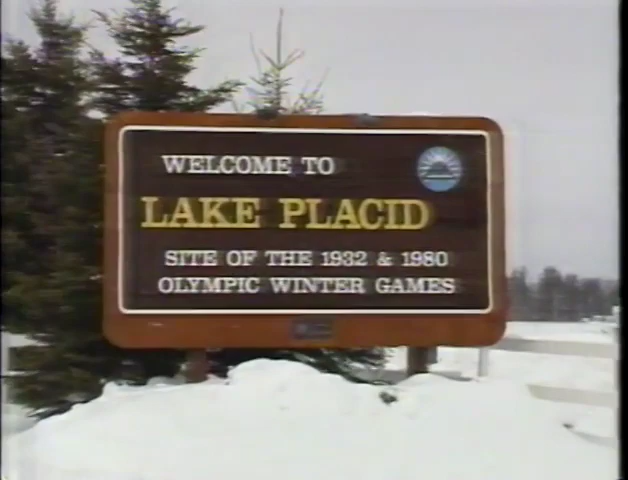 WELCOME TO
LAKE PLACID
SITE OF THE 1932 & 1980
OLYMPIC WINTER GAMES